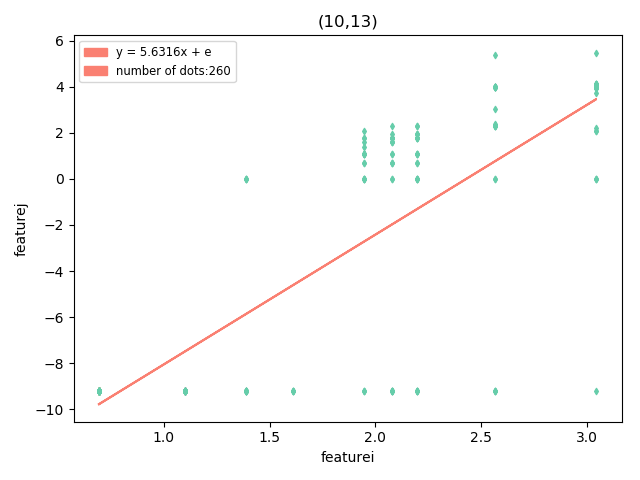 (10,13)
y = 5.6316x + e
number of dots:260
6
4
2
0
−2
−4
−6
−8
−10
featurej
1.0 1.5 2.0 2.5 3.0
featurei